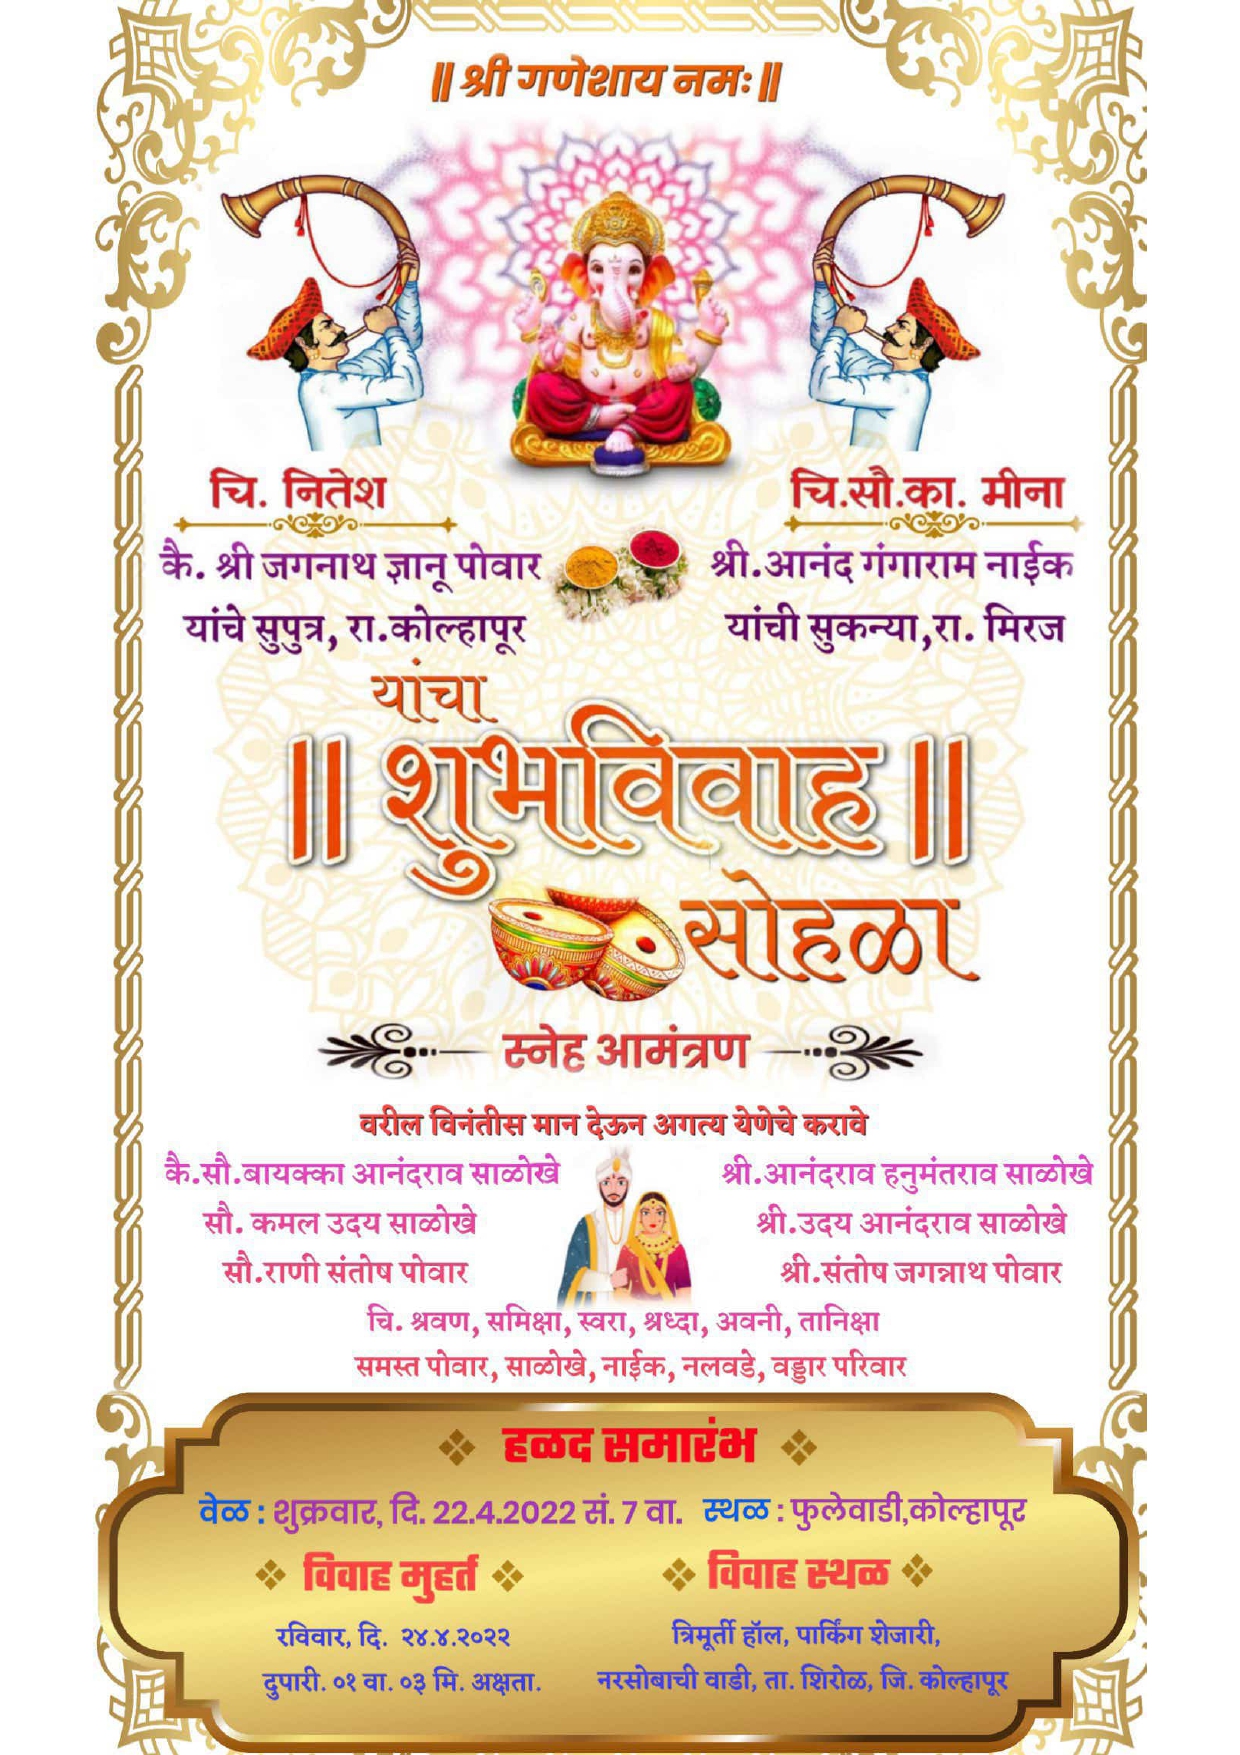 || श्री गणेशाय नमः ||
चि. नितेश
कै. श्री जगनाथ ज्ञानू पोवार
यांचे सुपुत्र, रा.कोल्हापूर
चि.सौ.का. मीना
श्री.आनंद गंगाराम नाईक
यांची सुकन्या,रा. मिरज
यांचा
|| शुभविवाह ||
सोहळा
स्नेह आमंत्रण
वरील विनंतीस मान देऊन अगत्य येणेचे करावे
कै.सौ.बायक्का आनंदराव साळोखे
श्री.आनंदराव हनुमंतराव साळोखे
सौ. कमल उदय साळोखे
श्री.उदय आनंदराव साळोखे
सौ.राणी संतोष पोवार
श्री.संतोष जगन्नाथ पोवार
चि. श्रवण, समिक्षा, स्वरा, श्रध्दा, अवनी, तानिक्षा
समस्त पोवार, साळोखे, नाईक, नलवडे, वड्डार परिवार
हळद समारंभ
वेळ : शुक्रवार, दि. 22.4.2022 सं. 7 वा. स्थळ : फुलेवाडी,कोल्हापूर
विवाह मुहर्त
रविवार, दि. २४.४.२०२२
दुपारी. ०१ वा. ०३ मि. अक्षता.
विवाह स्थळ
त्रिमूर्ती हॉल, पार्किंग शेजारी,
नरसोबाची वाडी, ता. शिरोळ, जि. कोल्हापूर